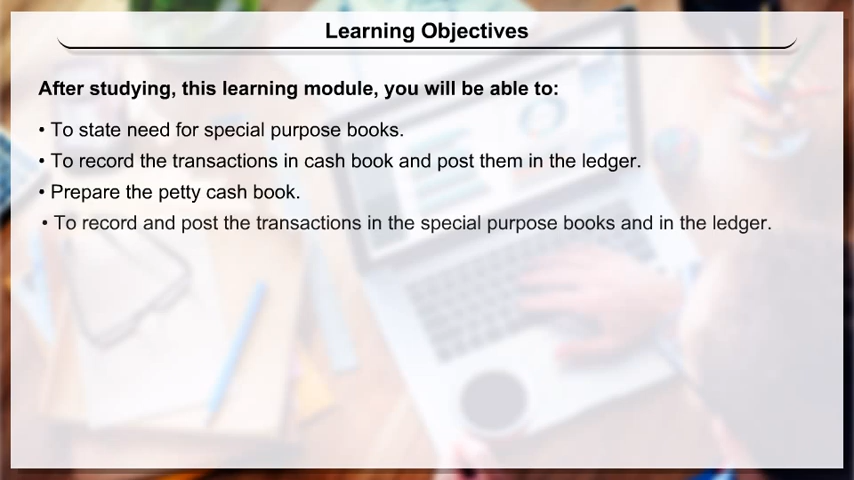 Learning Objectives
After studying, this learning module, you will be able to:
• To state need for special purpose books.
• To record the transactions in cash book and post them in the ledger.
• Prepare the petty cash book.
• To record and post the transactions in the special purpose books and in the ledger.